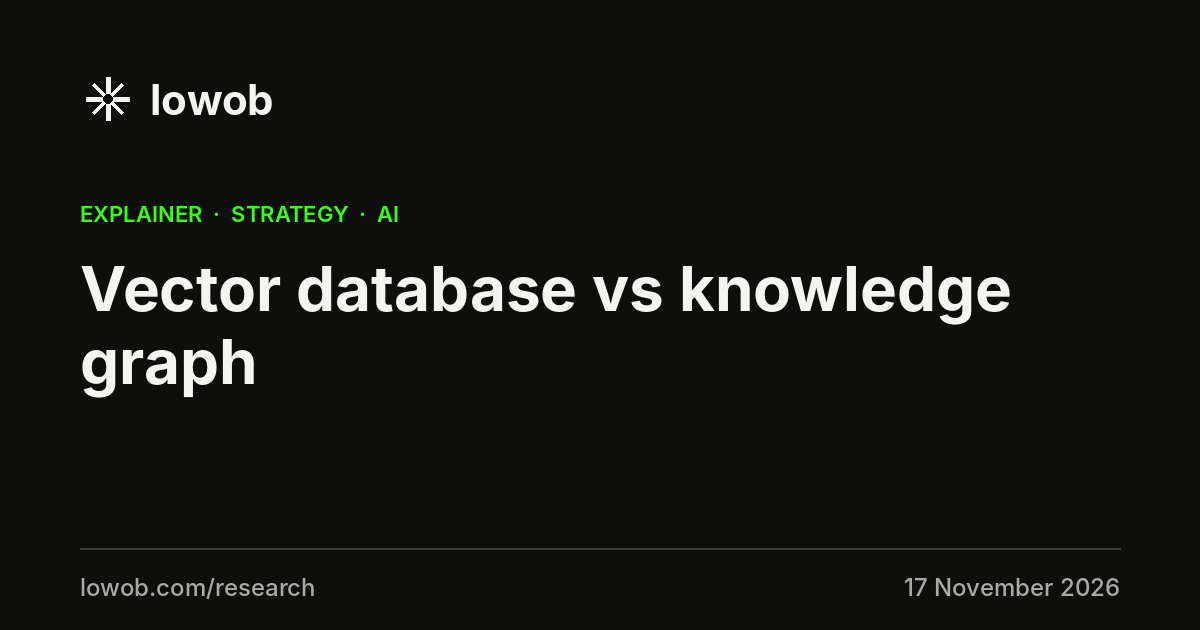 lowob
EXPLAINER · STRATEGY · AI
Vector database vs knowledge
graph
lowob.com/research
17 November 2026